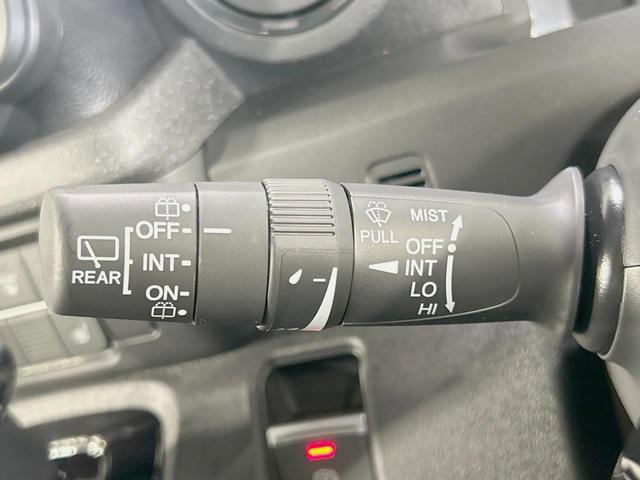 REAR
OFF
INT
ON
PULL
MIST
OFF
INT
LO
HI